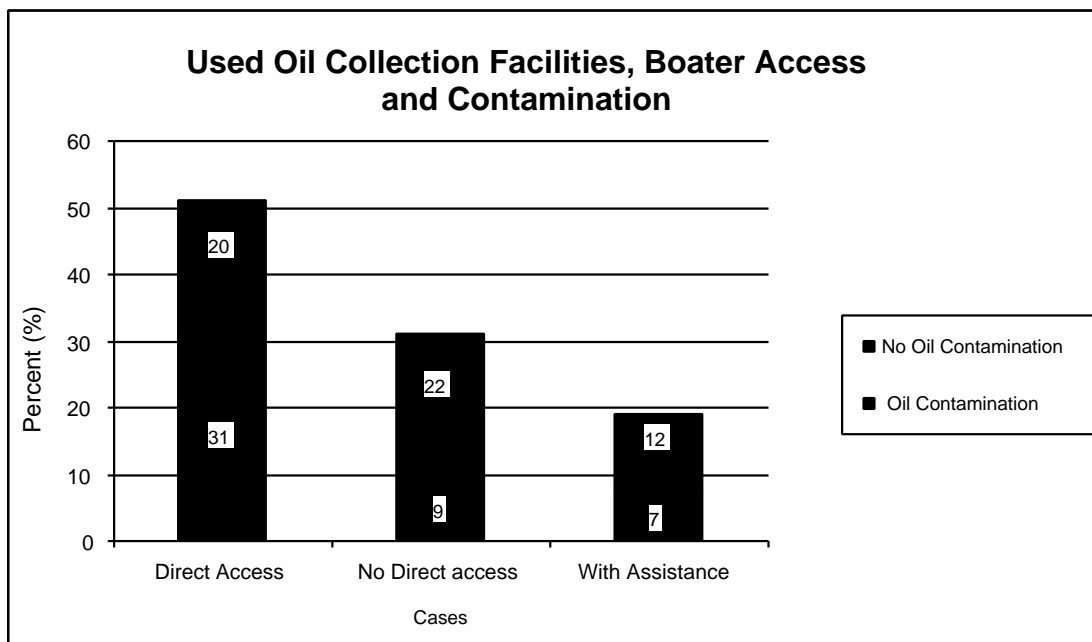 Used Oil Collection Facilities, Boater Access
and Contamination
Percent (%)
60
50
40
30
20
10
0
20
31
22
9
12
7
Direct Access
No Direct access
With Assistance
Cases
No Oil Contamination
Oil Contamination